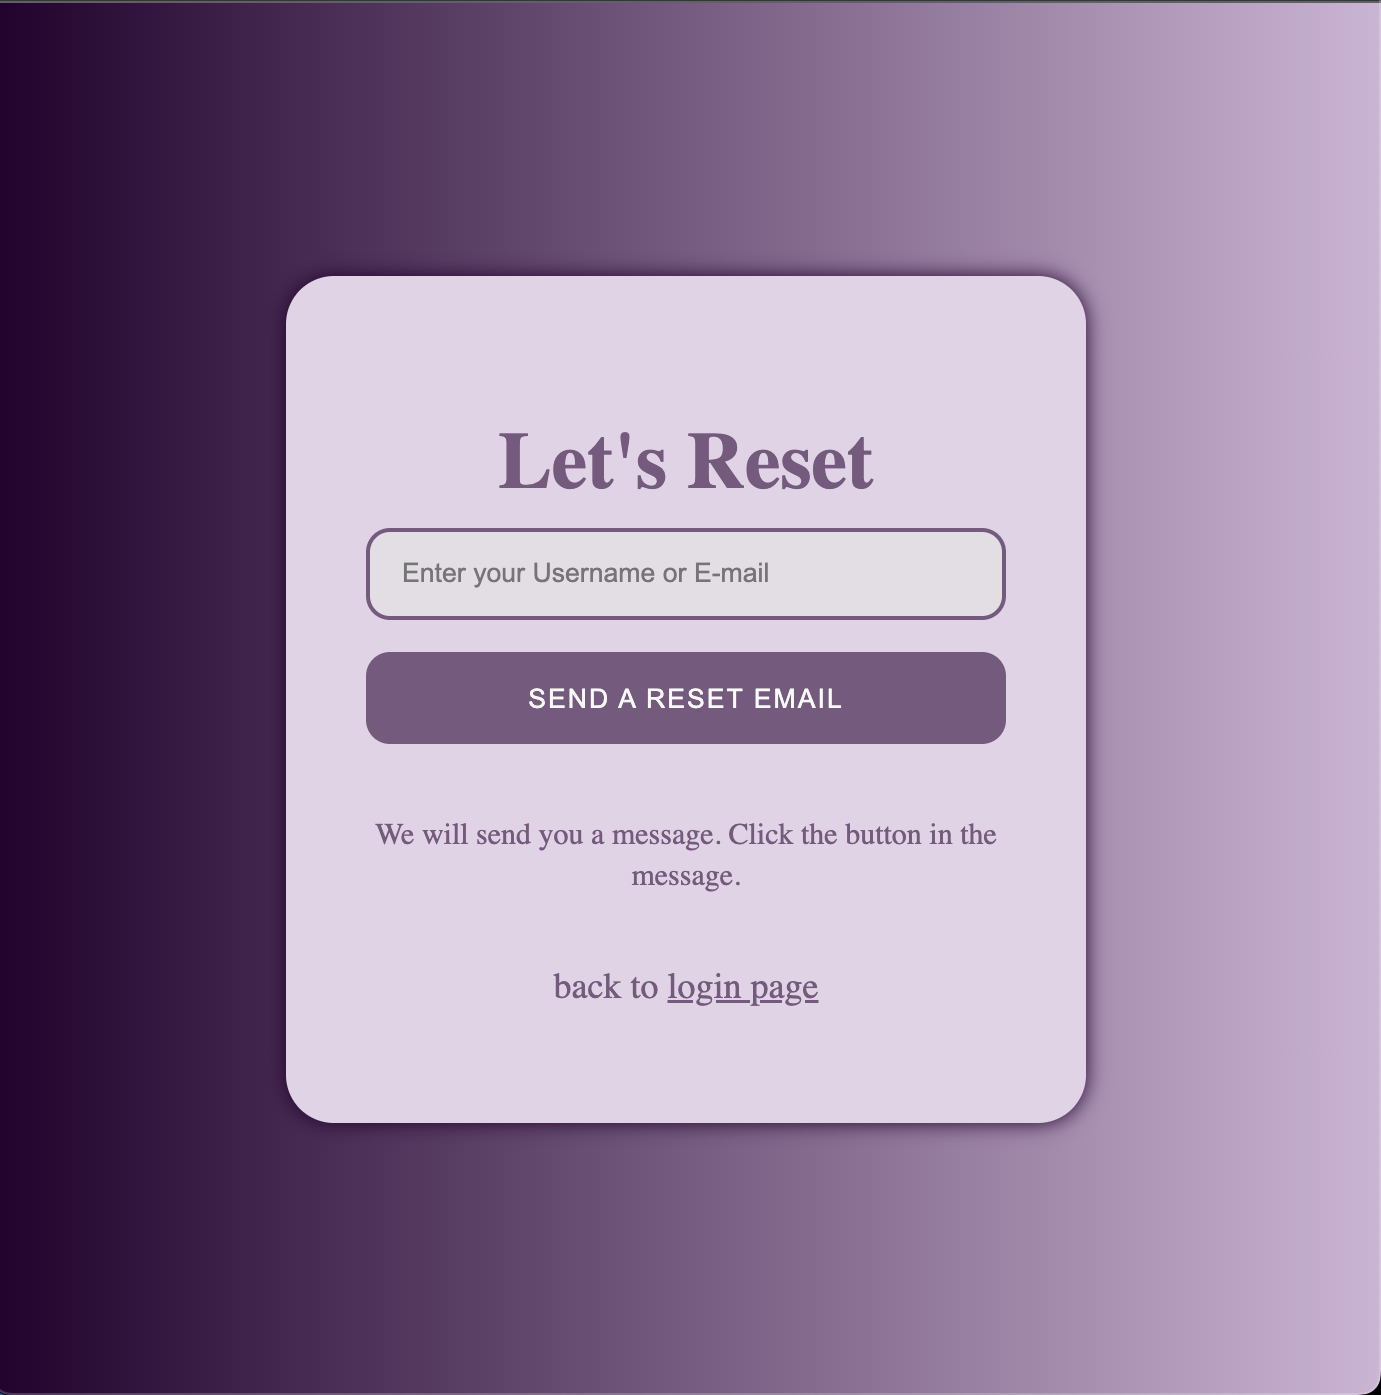 Let's Reset
Enter your Username or E-mail
SEND A RESET EMAIL
We will send you a message. Click the button in the
message.
back to login page